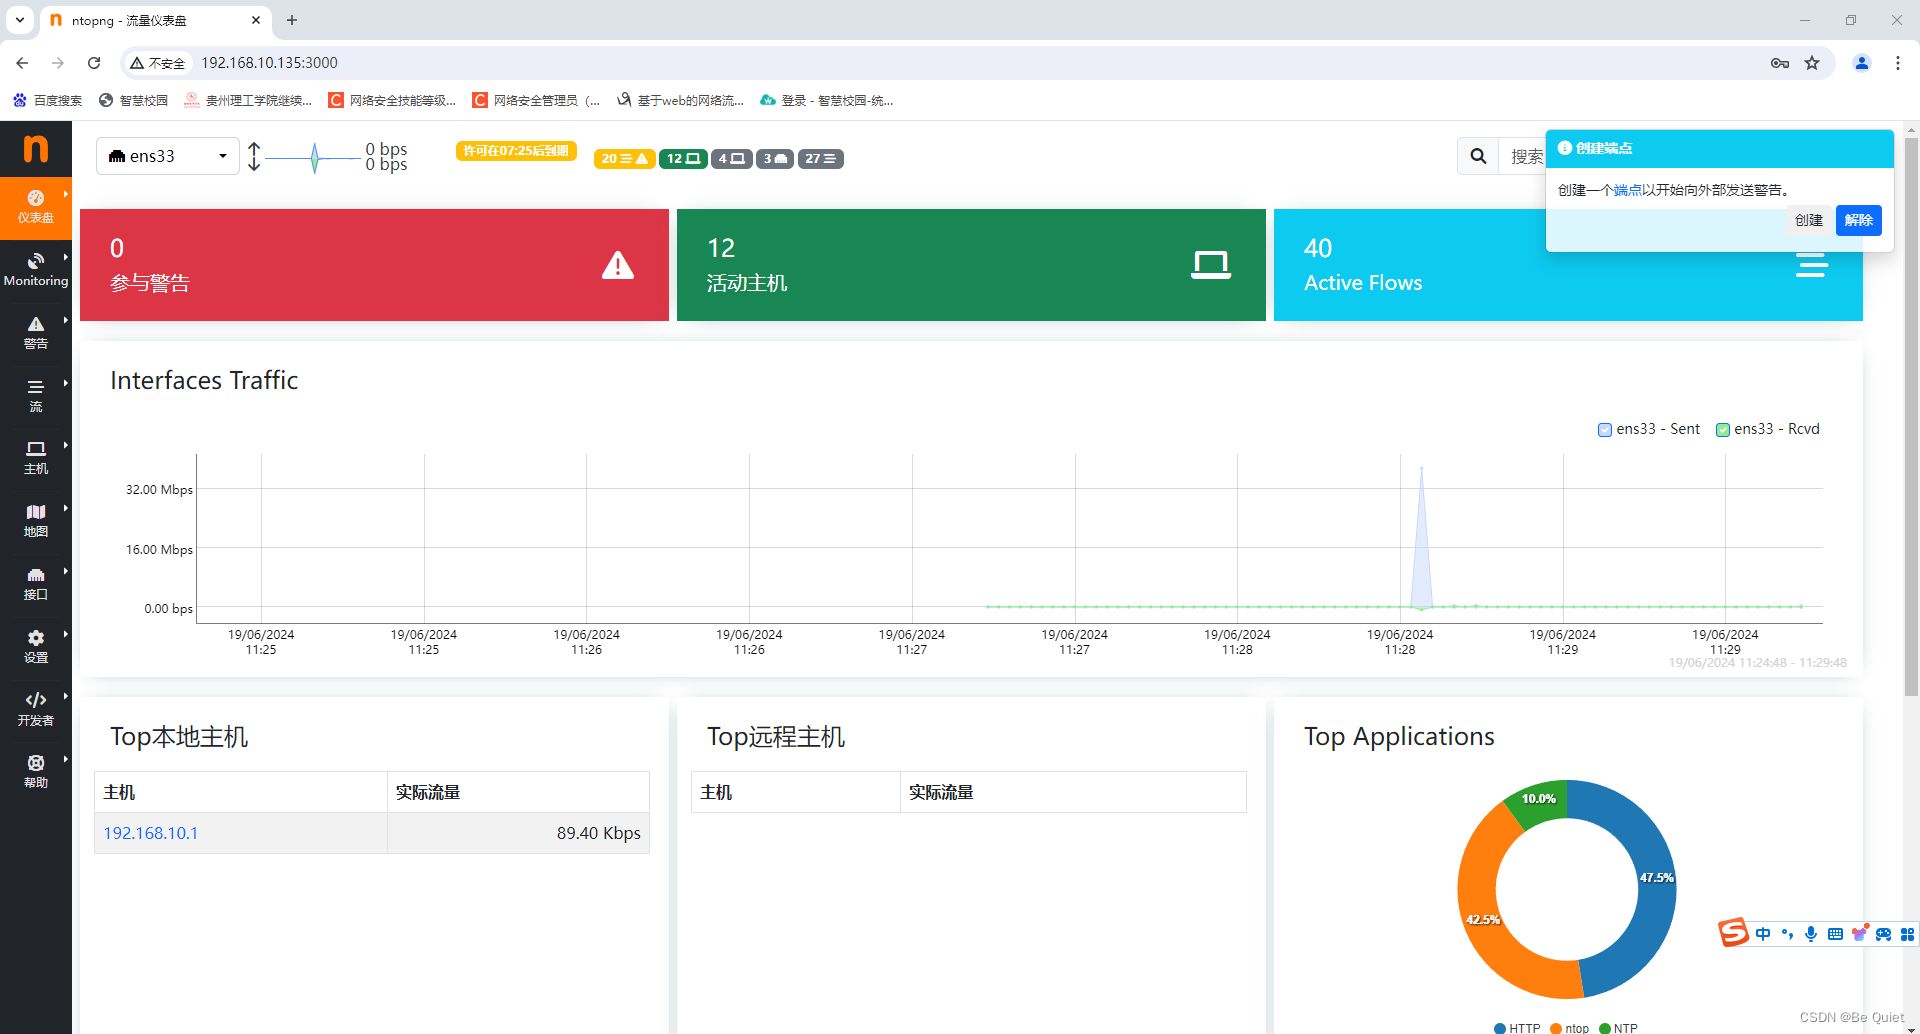 ntopng - 流量仪表盘
不安全
192.168.10.135:3000
百度搜索
智慧校园
贵州理工学院继续...
网络安全技能等级...
网络安全管理员（...
基于web的网络流...
登录 - 智慧校园-统...
ens33
0 bps
0 bps
许可在07:25后到期
20
12
4
3
27
搜索
创建端点
创建一个端点以开始向外部发送警告。
创建
解除
仪表盘
Monitoring
警告
流
主机
地图
接口
设置
开发者
帮助
0
参与警告
12
活动主机
40
Active Flows
Interfaces Traffic
ens33 - Sent
ens33 - Rcvd
32.00 Mbps
16.00 Mbps
0.00 bps
19/06/2024 19/06/2024 19/06/2024 19/06/2024 19/06/2024 19/06/2024 19/06/2024 19/06/2024 19/06/2024 19/06/2024
11:25 11:25 11:26 11:26 11:27 11:27 11:28 11:28 11:29 11:29
19/06/2024 11:24:48 - 11:29:48
Top本地主机
主机 实际流量
192.168.10.1 89.40 Kbps
Top远程主机
主机 实际流量
Top Applications
10.0%
47.5%
42.5%
HTTP ntop NTP
中
CSDN @Be Quiet